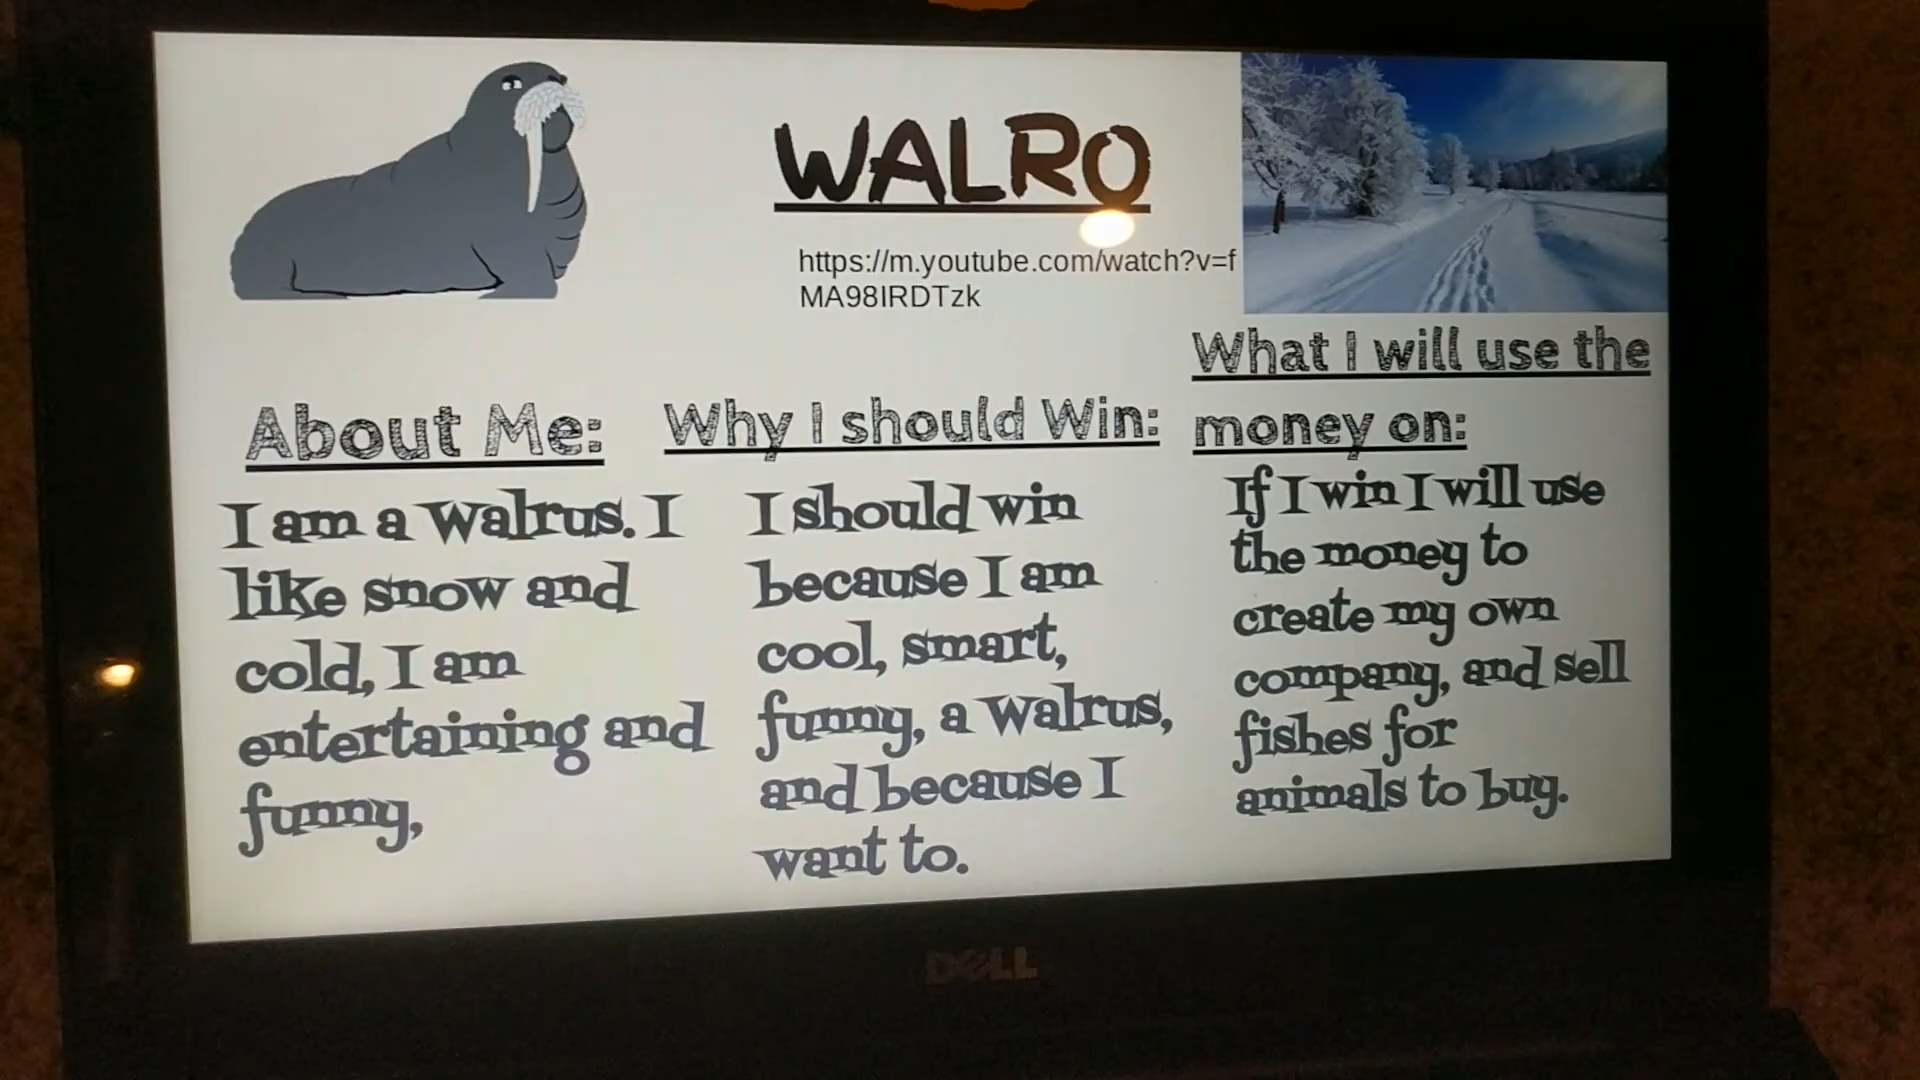 WALRO
https://m.youtube.com/watch?v=f
MA98IRDTzk
About Me:
I am a walrus. I
like snow and
cold, I am
entertaining and
funny,
Why I should Win:
I should win
because I am
cool, smart,
funny, a walrus,
and because I
want to.
What I will use the
money on:
If I win I will use
the money to
create my own
company, and sell
fishes for
animals to buy.
DELL